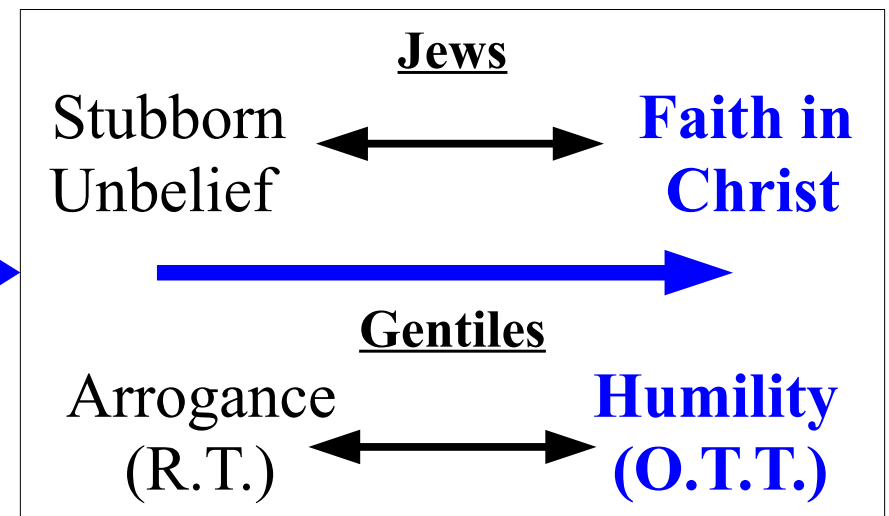 Jews
Stubborn
Unbelief
Faith in
Christ
Gentiles
Arrogance
(R.T.)
Humility
(O.T.T.)